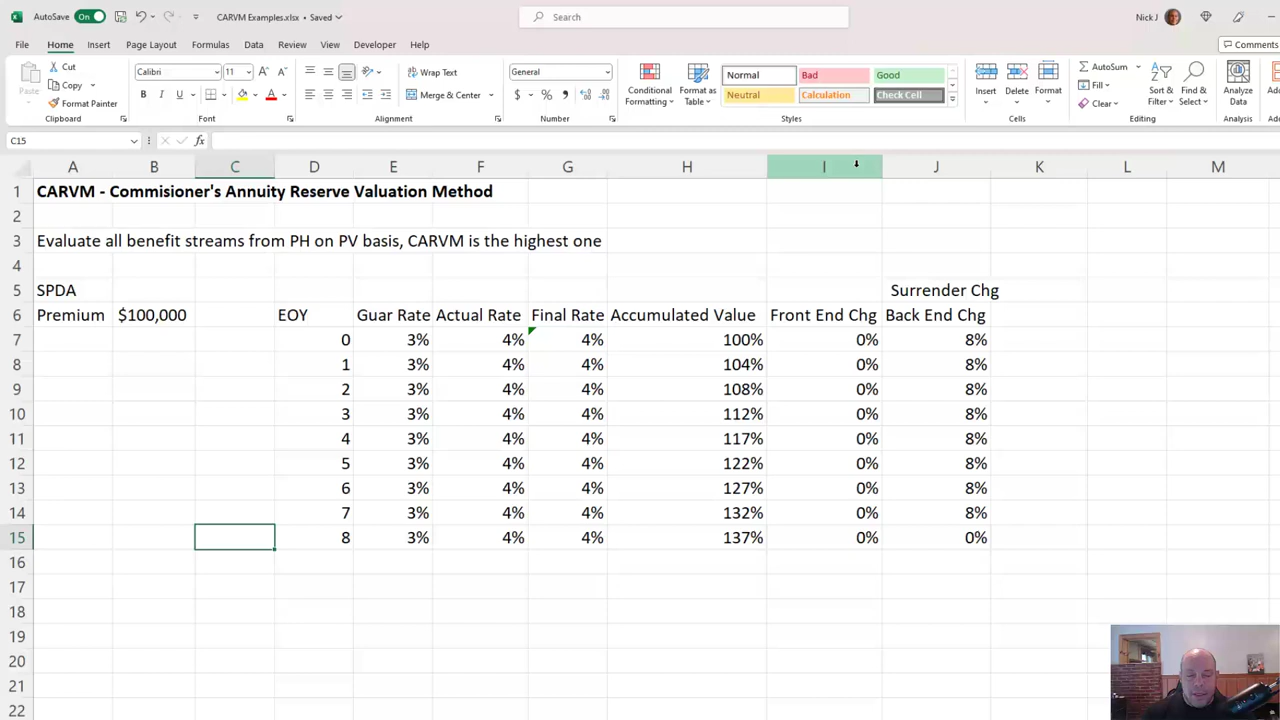 AutoSave On CARVM Examples.xlsx • Saved Search Nick J
File Home Insert Page Layout Formulas Data Review View Developer Help Comments
Paste Cut Copy Format Painter Clipboard
Calibri 11 B I U Font
Wrap Text Merge & Center Alignment
General $ % Number
Conditional Formatting Format as Table
Normal Bad Good
Neutral Calculation Check Cell
Styles
Insert Delete Format Cells
AutoSum Fill Clear Sort & Filter Find & Select Editing
Analyze Data Analysis
C15 fx
A B C D E F G H I J K L M
1 CARVM - Commisioner's Annuity Reserve Valuation Method
2
3 Evaluate all benefit streams from PH on PV basis, CARVM is the highest one
4
5 SPDA Surrender Chg
6 Premium $100,000 EOY Guar Rate Actual Rate Final Rate Accumulated Value Front End Chg Back End Chg
7 0 3% 4% 4% 100% 0% 8%
8 1 3% 4% 4% 104% 0% 8%
9 2 3% 4% 4% 108% 0% 8%
10 3 3% 4% 4% 112% 0% 8%
11 4 3% 4% 4% 117% 0% 8%
12 5 3% 4% 4% 122% 0% 8%
13 6 3% 4% 4% 127% 0% 8%
14 7 3% 4% 4% 132% 0% 8%
15 8 3% 4% 4% 137% 0% 0%
16
17
18
19
20
21
22